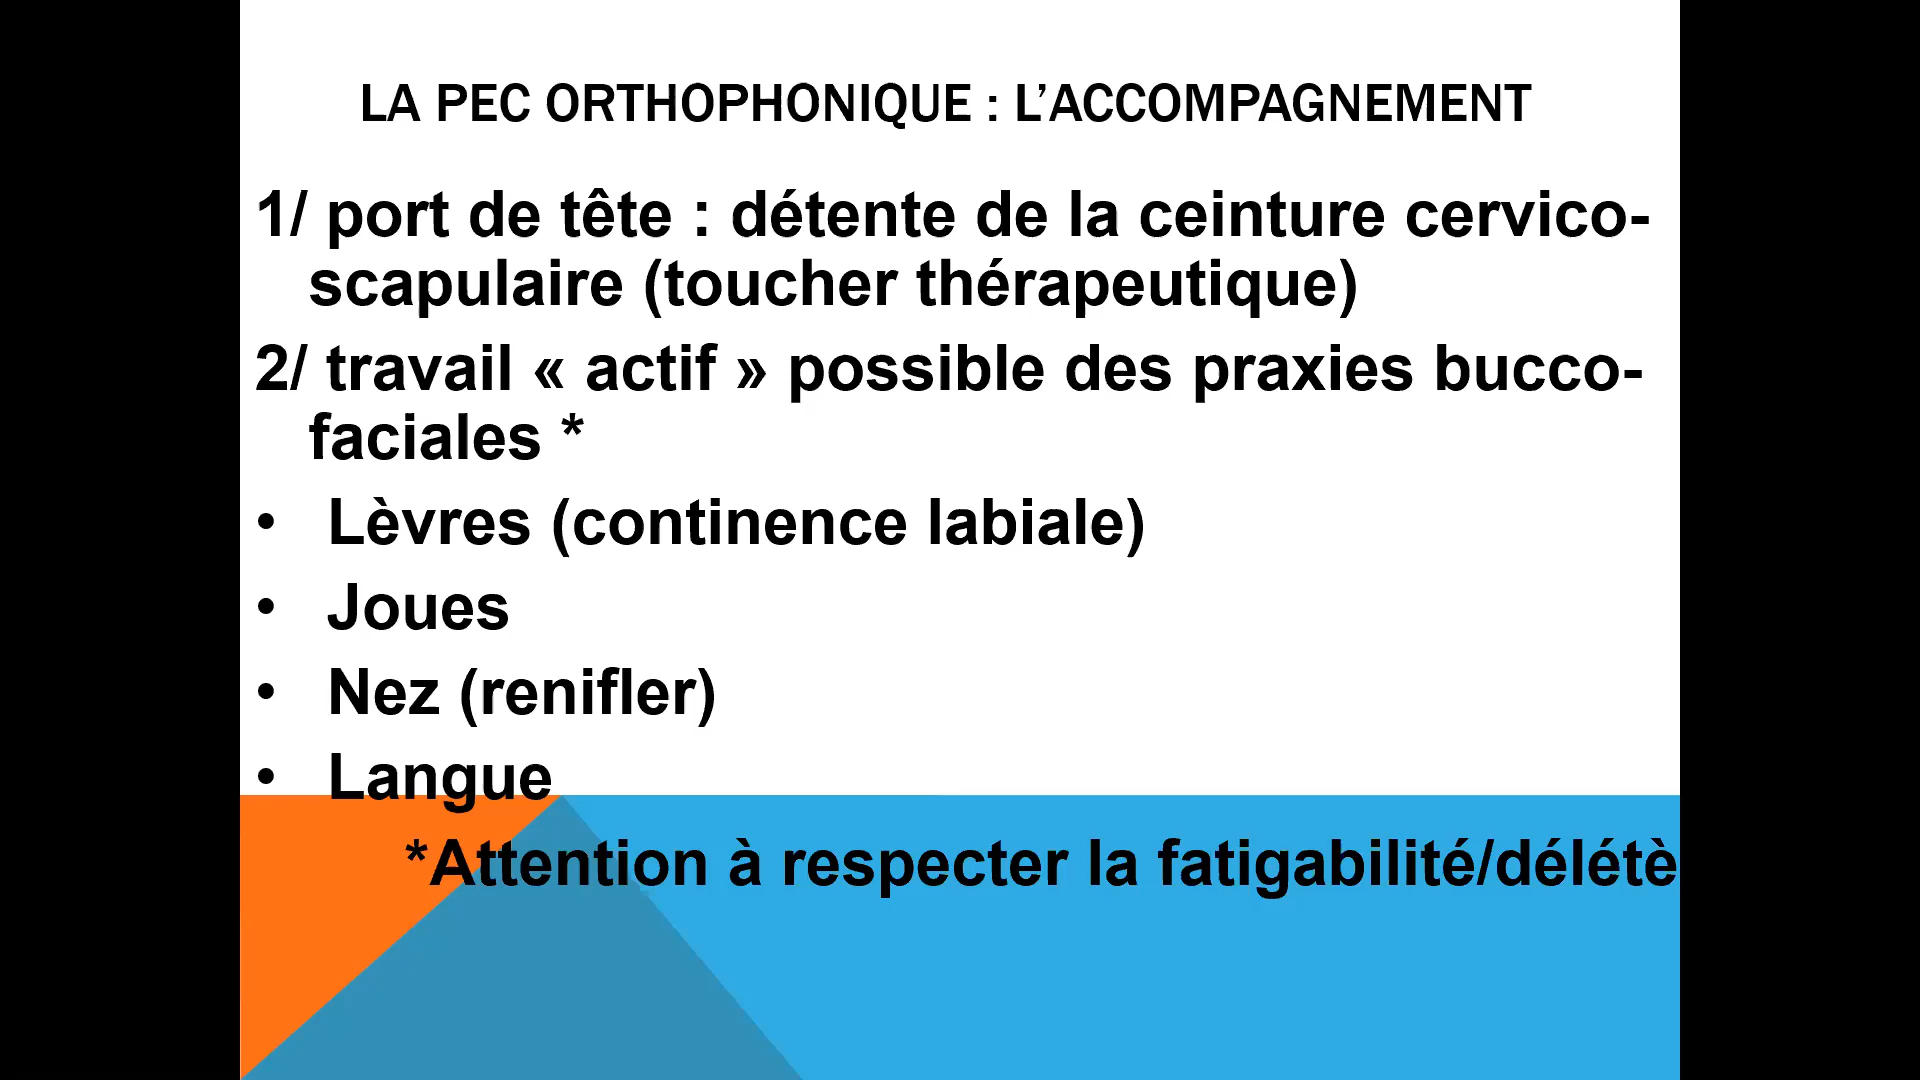 LA PEC ORTHOPHONIQUE : L’ACCOMPAGNEMENT
1/ port de tête : détente de la ceinture cervico-
scapulaire (toucher thérapeutique)
2/ travail « actif » possible des praxies bucco-
faciales *
• Lèvres (continence labiale)
• Joues
• Nez (renifler)
• Langue
*Attention à respecter la fatigabilité/délétè